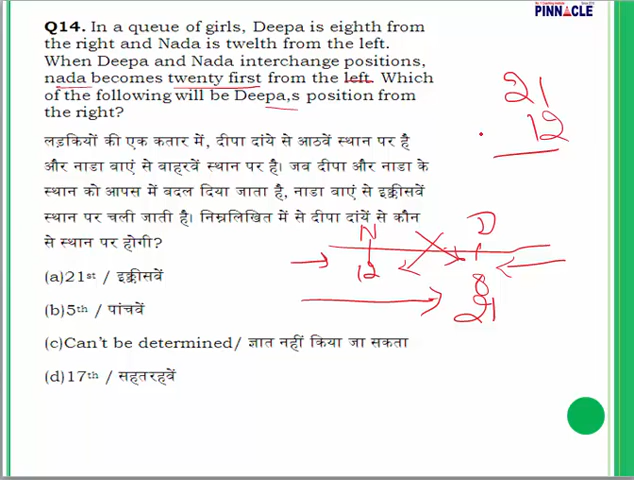 PINNACLE
Q14. In a queue of girls, Deepa is eighth from
the right and Nada is twelth from the left.
When Deepa and Nada interchange positions,
nada becomes twenty first from the left. Which
of the following will be Deepa,s position from
the right?
लड़कियों की एक कतार में, दीपा दांये से आठवें स्थान पर है
और नाडा वाएं से वाहरवें स्थान पर है। जव दीपा और नाडा के
स्थान को आपस में वदल दिया जाता है, नाडा वाएं से इक्कीसवें
स्थान पर चली जाती है। निम्नलिखित में से दीपा दांयें से कौन
से स्थान पर होगी?
(a)21st / इक्कीसवें
(b)5th / पांचवें
(c)Can't be determined/ ज्ञात नहीं किया जा सकता
(d)17th / सहतरहवें
21
12
N D
12 8
21